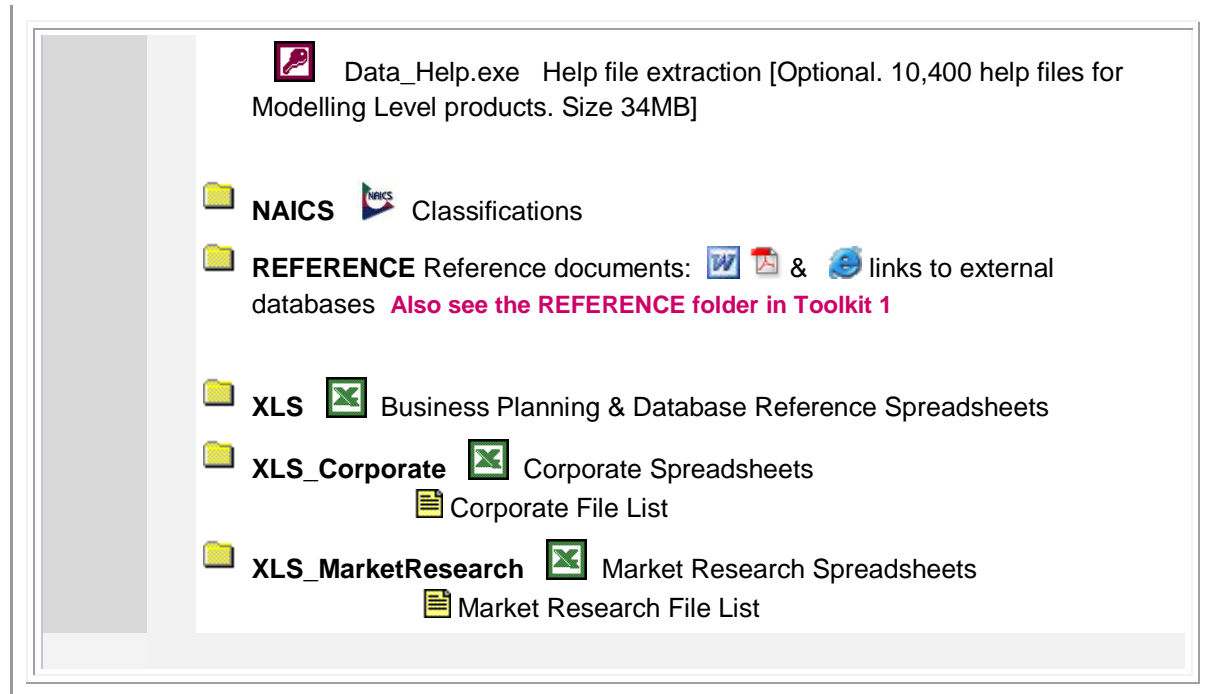 Data_Help.exe Help file extraction [Optional. 10,400 help files for
Modelling Level products. Size 34MB]
NAICS NAICS Classifications
REFERENCE Reference documents: W & links to external
databases Also see the REFERENCE folder in Toolkit 1
XLS Business Planning & Database Reference Spreadsheets
XLS_Corporate Corporate Spreadsheets
Corporate File List
XLS_MarketResearch Market Research Spreadsheets
Market Research File List